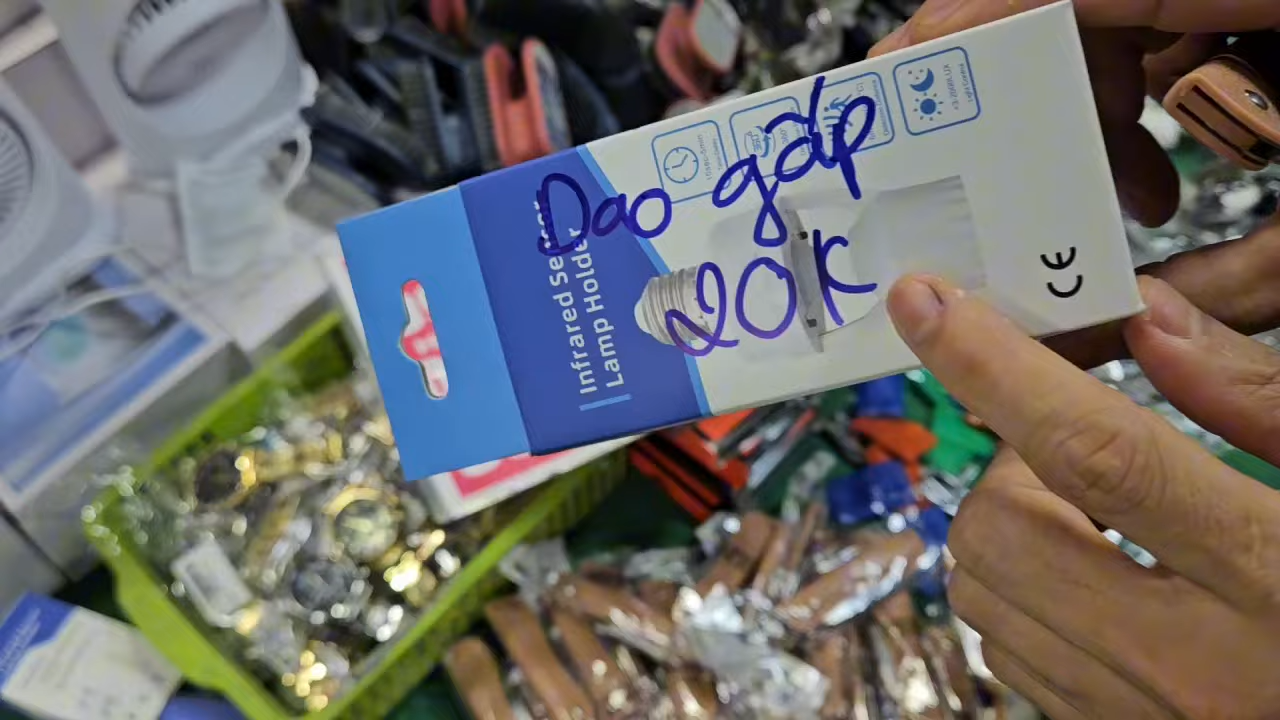 Dao gấp
20K
Infrared Sensor
Lamp Holder
CE